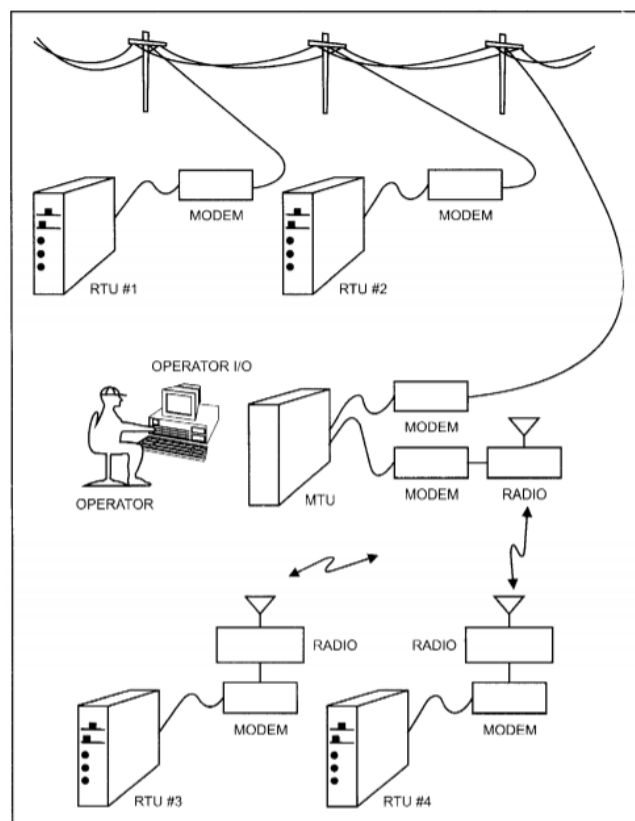 MODEM
MODEM
RTU #1
RTU #2
OPERATOR I/O
MODEM
OPERATOR
MTU
MODEM
RADIO
RADIO
RADIO
MODEM
MODEM
RTU #3
RTU #4